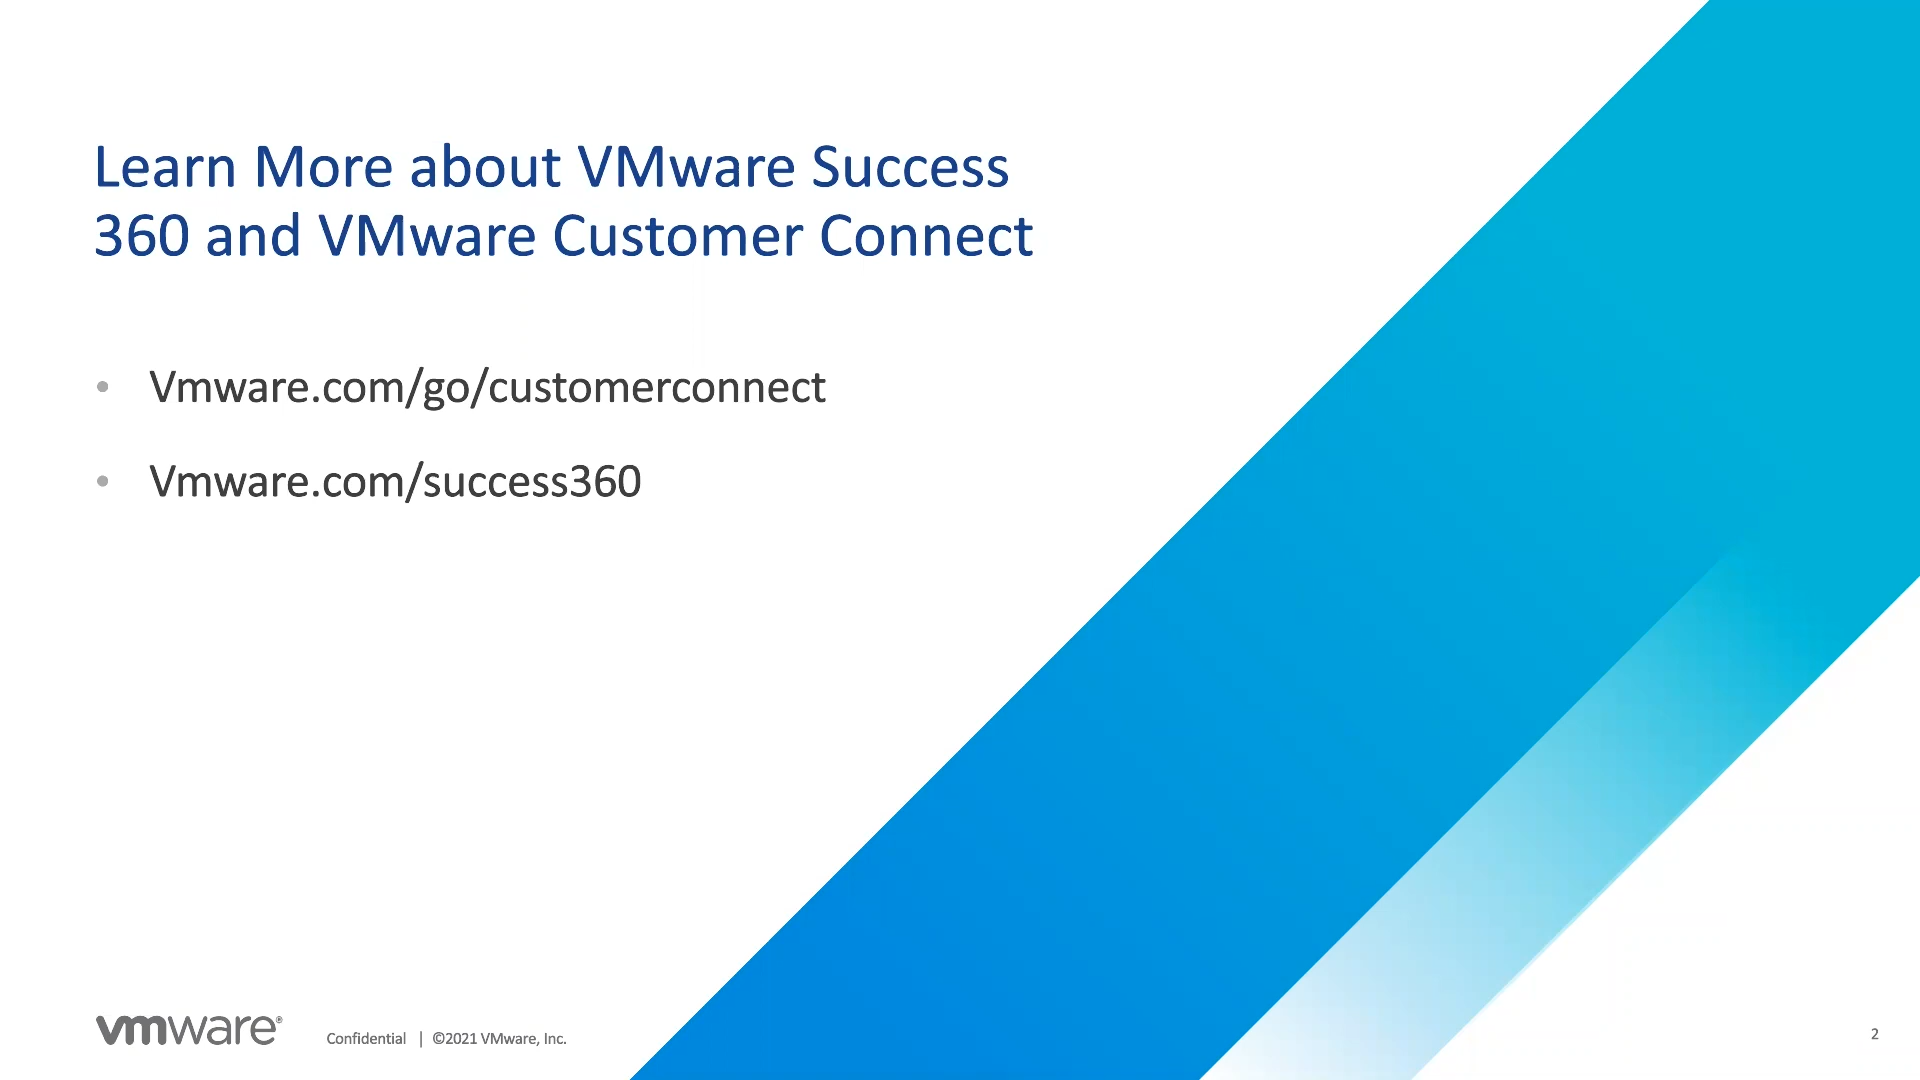 Learn More about VMware Success
360 and VMware Customer Connect
• Vmware.com/go/customerconnect
• Vmware.com/success360
vmware®
Confidential | ©2021 VMware, Inc.
2